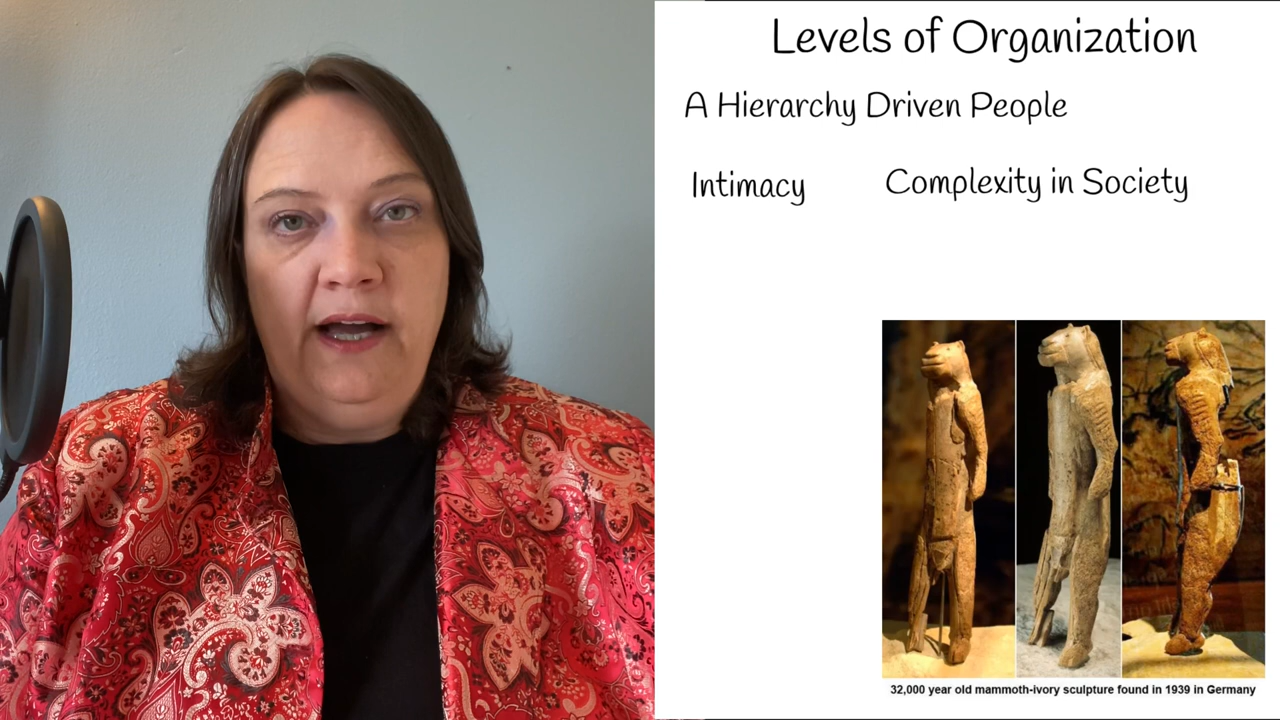 Levels of Organization
A Hierarchy Driven People
Intimacy
Complexity in Society
32,000 year old mammoth-ivory sculpture found in 1939 in Germany